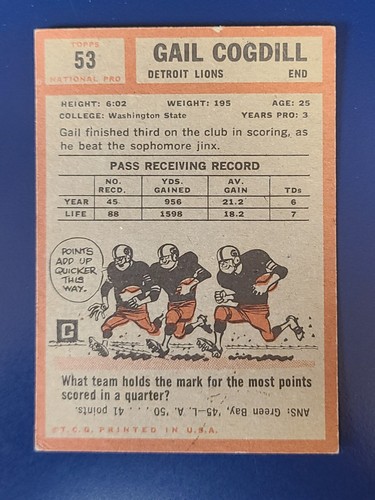 TOPPS
53
NATIONAL PRO
GAIL COGDILL
DETROIT LIONS END
HEIGHT: 6:02 WEIGHT: 195 AGE: 25
COLLEGE: Washington State YEARS PRO: 3
Gail finished third on the club in scoring, as
he beat the sophomore jinx.
PASS RECEIVING RECORD
NO. RECD. YDS. GAINED AV. GAIN TDs
YEAR 45 956 21.2 6
LIFE 88 1598 18.2 7
POINTS
ADD UP
QUICKER
THIS
WAY.
G
What team holds the mark for the most points
scored in a quarter?
ANS: Green Bay, '45—L. A. '50 . . . . 41 points.
©T.C.G. PRINTED IN U.S.A.